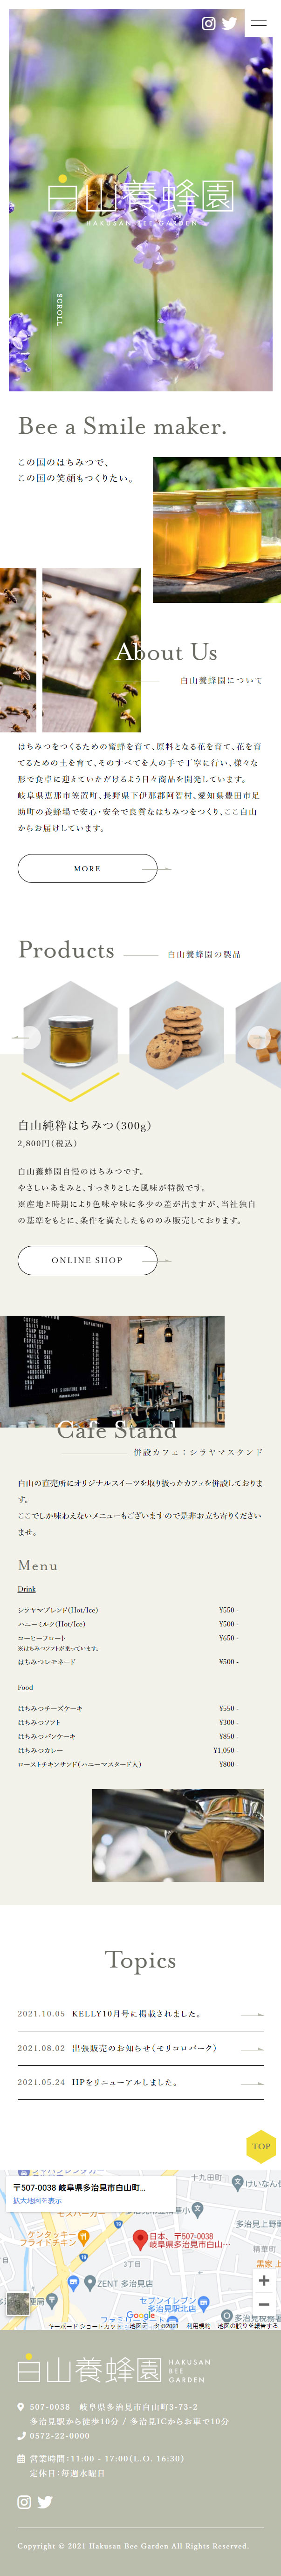 白山養蜂園
HAKUSAN BEE GARDEN
SCROLL
Bee a Smile maker.
この国のはちみつで、
この国の笑顔もつくりたい。
About Us
白山養蜂園について
はちみつをつくるための蜜蜂を育て、原料となる花を育て、花を育
てるための土を育て、そのすべてを人の手で丁寧に行い、様々な
形で食卓に迎えていただけるよう日々商品を開発しています。
岐阜県恵那市笠置町、長野県下伊那郡阿智村、愛知県豊田市足
助町の養蜂場で安心・安全で良質なはちみつをつくり、ここ白山
からお届けしています。
MORE
Products
白山養蜂園の製品
白山純粋はちみつ（300g）
2,800円（税込）
白山養蜂園自慢のはちみつです。
やさしいあまみと、すっきりとした風味が特徴です。
※産地と時期により色味や味に多少の差が出ますが、当社独自
の基準をもとに、条件を満たしたもののみ販売しております。
ONLINE SHOP
Cafe Stand
併設カフェ：シラヤマスタンド
白山の直売所にオリジナルスイーツを取り扱ったカフェを併設しておりま
す。
ここでしか味わえないメニューもございますので是非お立ち寄りください
ませ。
Menu
Drink
シラヤマブレンド(Hot/Ice) ¥550 -
ハニーミルク(Hot/Ice) ¥500 -
コーヒーフロート ¥650 -
※はちみつソフトが乗っています。
はちみつレモネード ¥500 -
Food
はちみつチーズケーキ ¥550 -
はちみつソフト ¥300 -
はちみつパンケーキ ¥850 -
はちみつカレー ¥1,050 -
ローストチキンサンド(ハニーマスタード入) ¥800 -
Topics
2021.10.05 KELLY10月号に掲載されました。
2021.08.02 出張販売のお知らせ（モリコロパーク）
2021.05.24 HPをリニューアルしました。
TOP
〒507-0038 岐阜県多治見市白山町...
拡大地図を表示
十九田町
けいなん
多治見上野
ケンタッキー
フライドチキン
日本、〒507-0038
岐阜県多治見市白山…
精華町
3丁目
黒家
ZENT 多治見店
セブンイレブン
多治見駅北店
Google
キーボード ショートカット 地図データ ©2021 利用規約 地図の誤りを報告する
白山養蜂園
HAKUSAN
BEE
GARDEN
507-0038 岐阜県多治見市白山町3-73-2
多治見駅から徒歩10分 / 多治見ICからお車で10分
0572-22-0000
営業時間：11:00 - 17:00（L.O. 16:30）
定休日：毎週水曜日
Copyright © 2021 Hakusan Bee Garden All Rights Reserved.